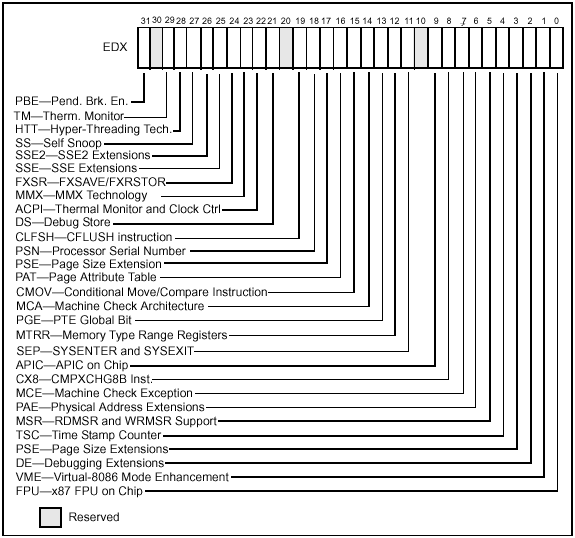 31 30 29 28 27 26 25 24 23 22 21 20 19 18 17 16 15 14 13 12 11 10 9 8 7 6 5 4 3 2 1 0
EDX
PBE—Pend. Brk. En.
TM—Therm. Monitor
HTT—Hyper-Threading Tech.
SS—Self Snoop
SSE2—SSE2 Extensions
SSE—SSE Extensions
FXSR—FXSAVE/FXRSTOR
MMX—MMX Technology
ACPI—Thermal Monitor and Clock Ctrl
DS—Debug Store
CLFSH—CFLUSH instruction
PSN—Processor Serial Number
PSE—Page Size Extension
PAT—Page Attribute Table
CMOV—Conditional Move/Compare Instruction
MCA—Machine Check Architecture
PGE—PTE Global Bit
MTRR—Memory Type Range Registers
SEP—SYSENTER and SYSEXIT
APIC—APIC on Chip
CX8—CMPXCHG8B Inst.
MCE—Machine Check Exception
PAE—Physical Address Extensions
MSR—RDMSR and WRMSR Support
TSC—Time Stamp Counter
PSE—Page Size Extensions
DE—Debugging Extensions
VME—Virtual-8086 Mode Enhancement
FPU—x87 FPU on Chip
Reserved